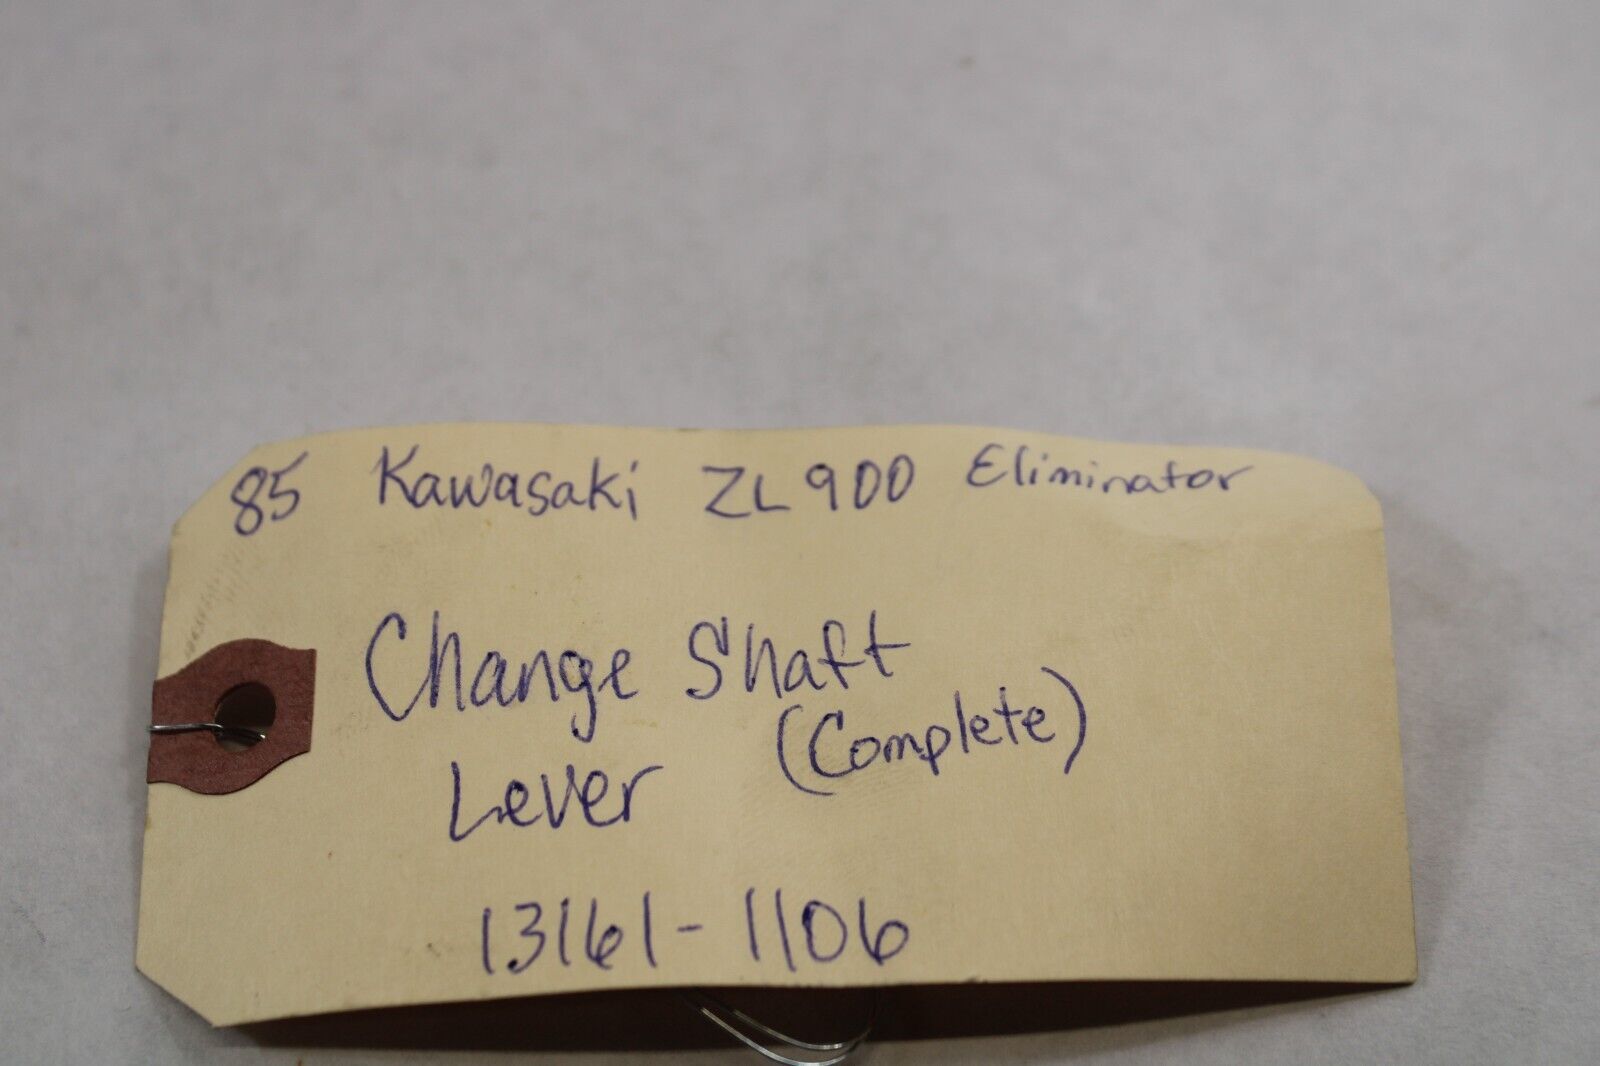 85 Kawasaki ZL900 Eliminator
Change Shaft
Lever (Complete)
13161-1106